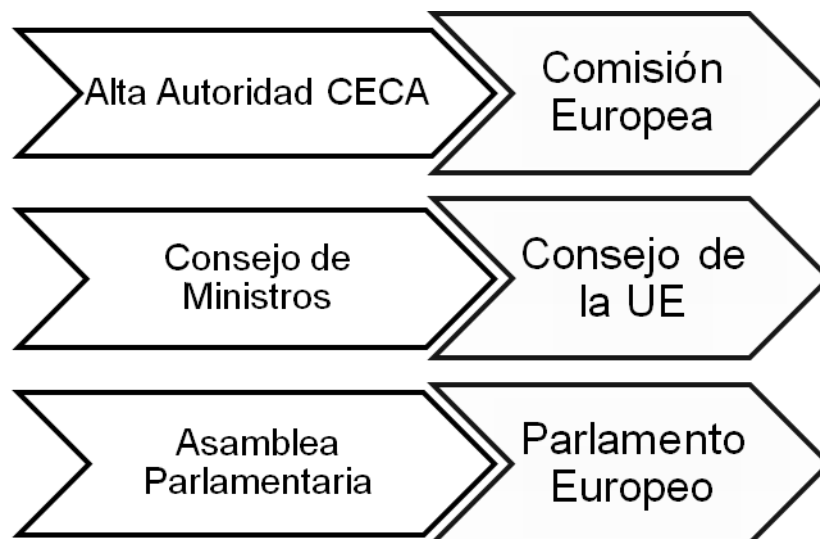 Alta Autoridad CECA
Comisión
Europea
Consejo de
Ministros
Consejo de
la UE
Asamblea
Parlamentaria
Parlamento
Europeo